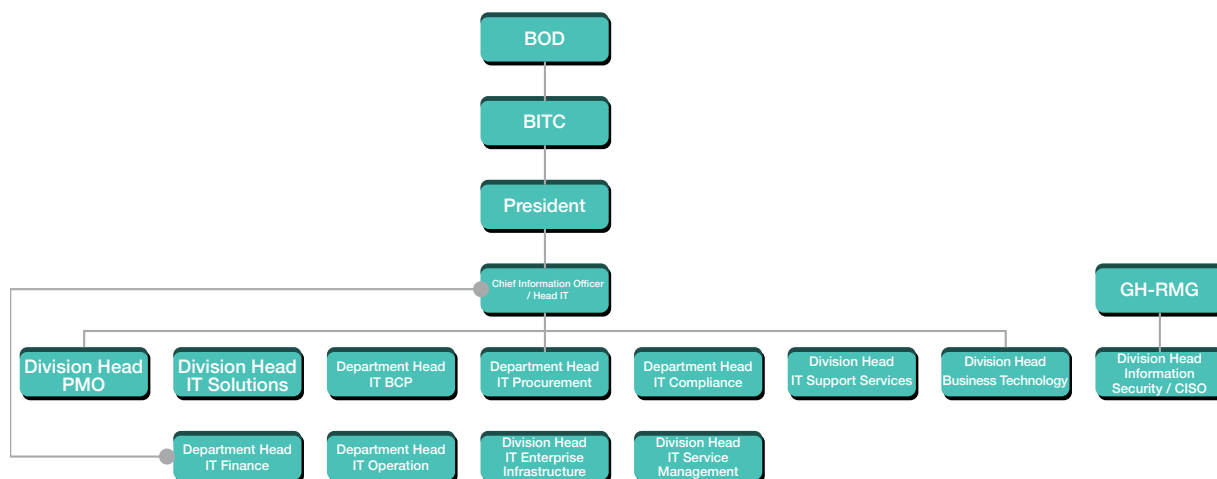 BOD
BITC
President
Chief Information Officer
/ Head IT
GH-RMG
Division Head
PMO
Division Head
IT Solutions
Department Head
IT BCP
Department Head
IT Procurement
Department Head
IT Compliance
Division Head
IT Support Services
Division Head
Business Technology
Division Head
Information
Security / CISO
Department Head
IT Finance
Department Head
IT Operation
Division Head
IT Enterprise
Infrastructure
Division Head
IT Service
Management